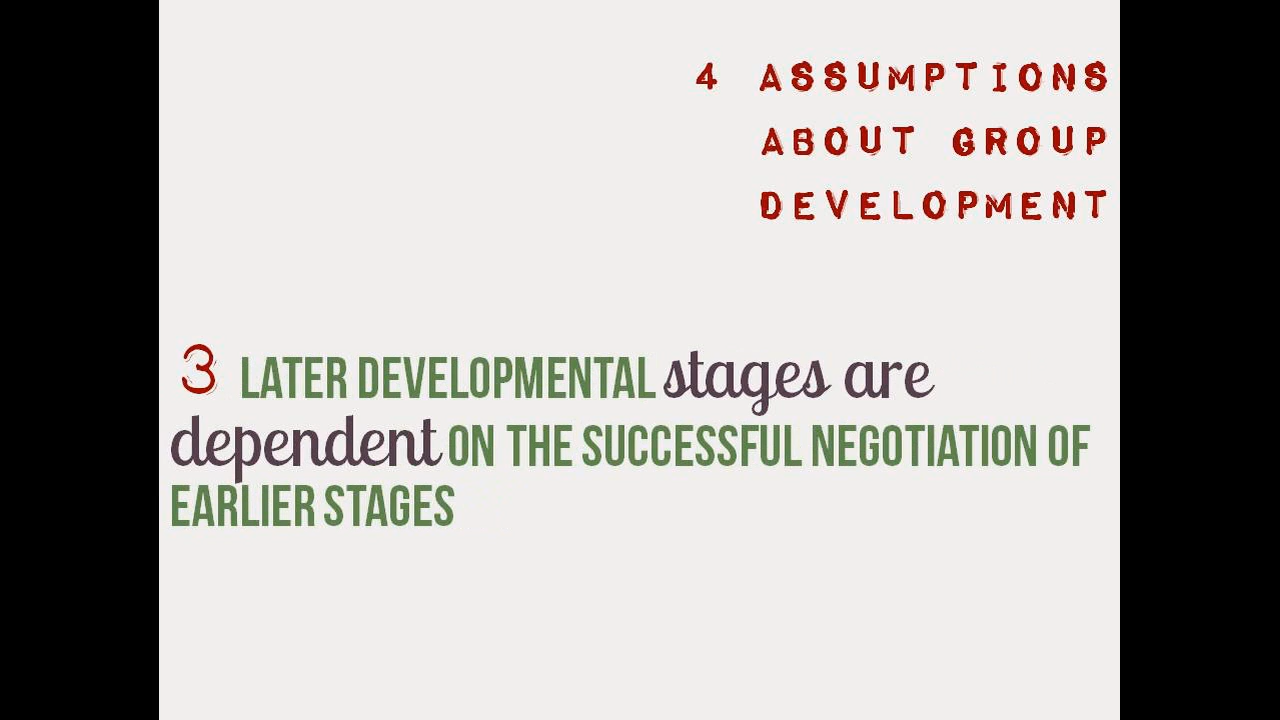 4 ASSUMPTIONS
ABOUT GROUP
DEVELOPMENT
3 LATER DEVELOPMENTAL stages are
dependent ON THE SUCCESSFUL NEGOTIATION OF
EARLIER STAGES